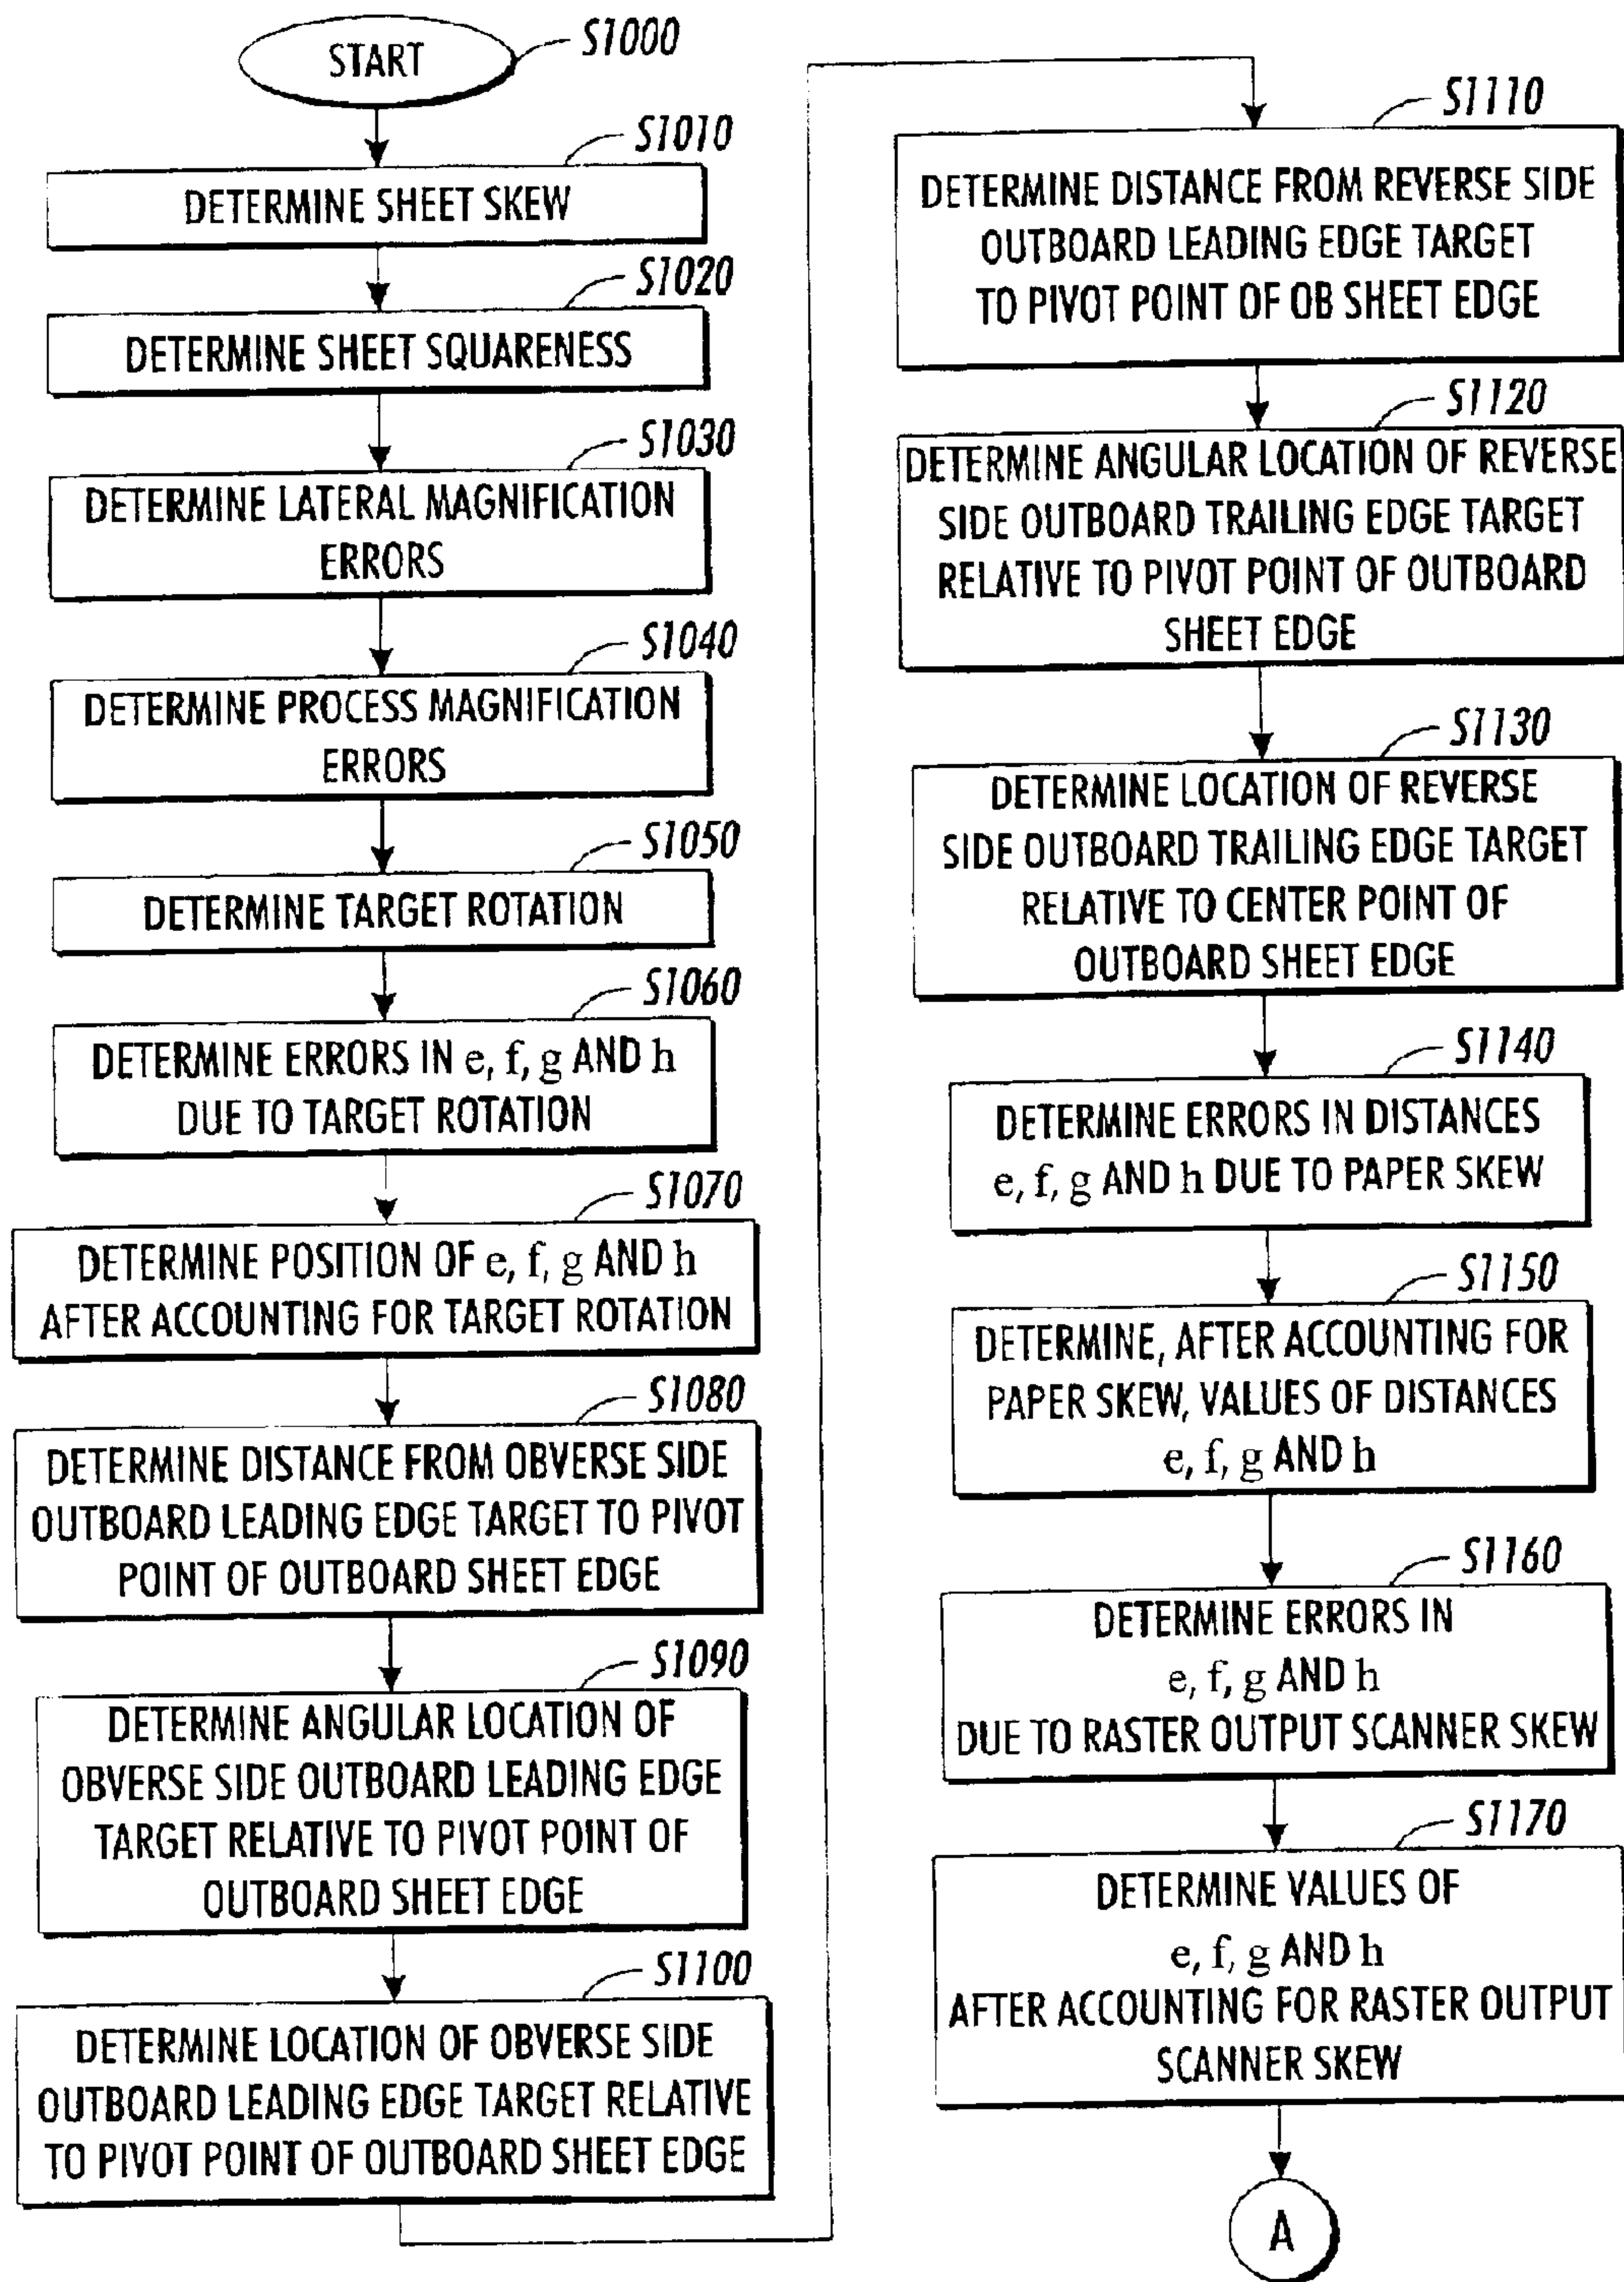 START
S1000
S1010
DETERMINE SHEET SKEW
S1020
DETERMINE SHEET SQUARENESS
S1030
DETERMINE LATERAL MAGNIFICATION
ERRORS
S1040
DETERMINE PROCESS MAGNIFICATION
ERRORS
S1050
DETERMINE TARGET ROTATION
S1060
DETERMINE ERRORS IN e, f, g AND h
DUE TO TARGET ROTATION
S1070
DETERMINE POSITION OF e, f, g AND h
AFTER ACCOUNTING FOR TARGET ROTATION
S1080
DETERMINE DISTANCE FROM OBVERSE SIDE
OUTBOARD LEADING EDGE TARGET TO PIVOT
POINT OF OUTBOARD SHEET EDGE
S1090
DETERMINE ANGULAR LOCATION OF
OBVERSE SIDE OUTBOARD LEADING EDGE
TARGET RELATIVE TO PIVOT POINT OF
OUTBOARD SHEET EDGE
S1100
DETERMINE LOCATION OF OBVERSE SIDE
OUTBOARD LEADING EDGE TARGET RELATIVE
TO PIVOT POINT OF OUTBOARD SHEET EDGE
S1110
DETERMINE DISTANCE FROM REVERSE SIDE
OUTBOARD LEADING EDGE TARGET
TO PIVOT POINT OF OB SHEET EDGE
S1120
DETERMINE ANGULAR LOCATION OF REVERSE
SIDE OUTBOARD TRAILING EDGE TARGET
RELATIVE TO PIVOT POINT OF OUTBOARD
SHEET EDGE
S1130
DETERMINE LOCATION OF REVERSE
SIDE OUTBOARD TRAILING EDGE TARGET
RELATIVE TO CENTER POINT OF
OUTBOARD SHEET EDGE
S1140
DETERMINE ERRORS IN DISTANCES
e, f, g AND h DUE TO PAPER SKEW
S1150
DETERMINE, AFTER ACCOUNTING FOR
PAPER SKEW, VALUES OF DISTANCES
e, f, g AND h
S1160
DETERMINE ERRORS IN
e, f, g AND h
DUE TO RASTER OUTPUT SCANNER SKEW
S1170
DETERMINE VALUES OF
e, f, g AND h
AFTER ACCOUNTING FOR RASTER OUTPUT
SCANNER SKEW
A